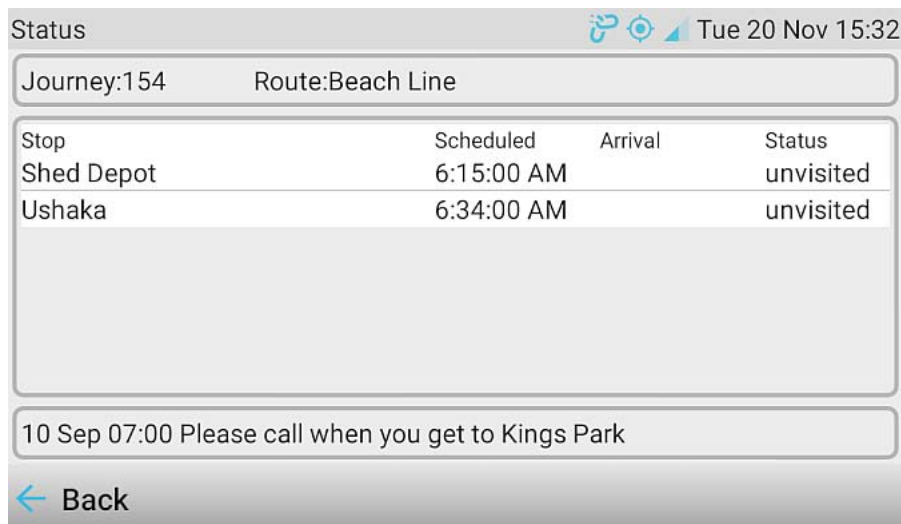 Status Tue 20 Nov 15:32
Journey:154 Route:Beach Line
Stop Scheduled Arrival Status
Shed Depot 6:15:00 AM unvisited
Ushaka 6:34:00 AM unvisited
10 Sep 07:00 Please call when you get to Kings Park
Back